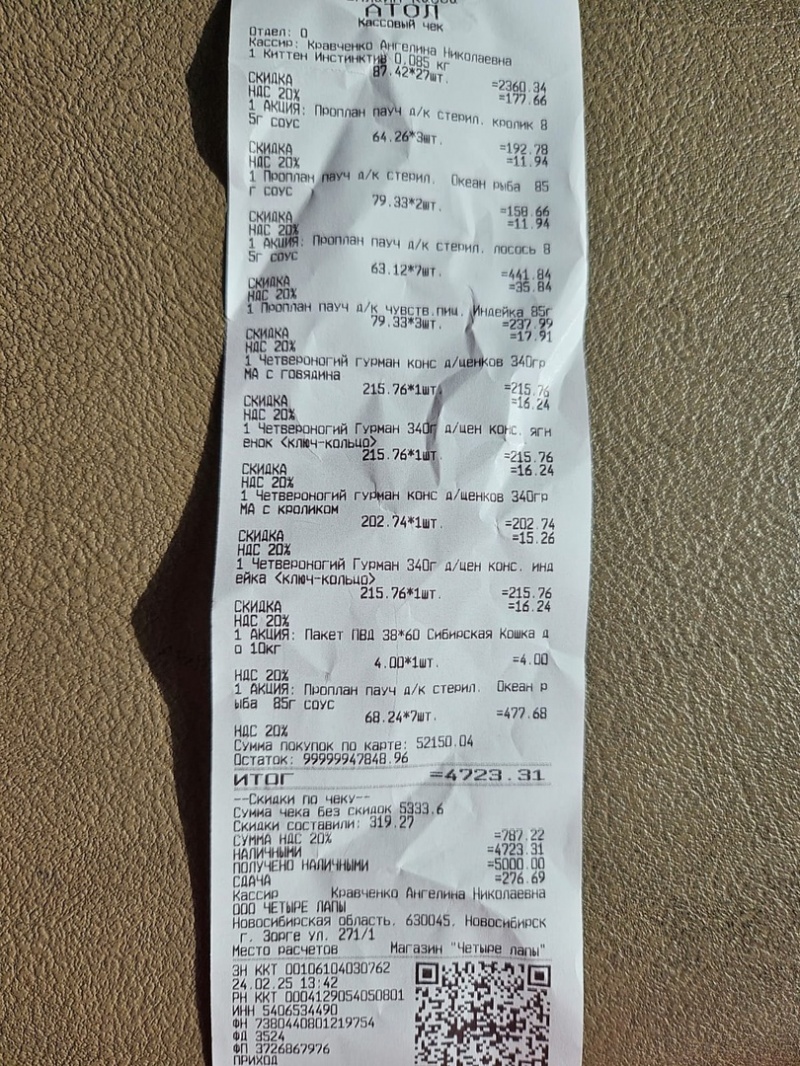 АТОЛ
Кассовый чек
Отдел: 0
Кассир: Кравченко Ангелина Николаевна
1 Киттен Инстинктив 0,085 кг
87.42*27шт. =2360.34
СКИДКА =177.66
НДС 20%
1 АКЦИЯ: Проплан пауч д/к стерил. кролик 8
5г соус
64.26*3шт. =192.78
СКИДКА =11.94
НДС 20%
1 Проплан пауч д/к стерил. Океан рыба 85
г соус
79.33*2шт. =158.66
СКИДКА =11.94
НДС 20%
1 АКЦИЯ: Проплан пауч д/к стерил. лосось 8
5г соус
63.12*7шт. =441.84
СКИДКА =35.84
НДС 20%
1 Проплан пауч д/к чувств.пищ. Индейка 85г
79.33*3шт. =237.99
СКИДКА =17.91
НДС 20%
1 Четвероногий гурман конс д/щенков 340гр
МА с говядина
215.76*1шт. =215.76
СКИДКА =16.24
НДС 20%
1 Четвероногий Гурман 340г д/щен конс. ягн
енок <ключ-кольцо>
215.76*1шт. =215.76
СКИДКА =16.24
НДС 20%
1 Четвероногий гурман конс д/щенков 340гр
МА с кроликом
202.74*1шт. =202.74
СКИДКА =15.26
НДС 20%
1 Четвероногий Гурман 340г д/щен конс. инд
ейка <ключ-кольцо>
215.76*1шт. =215.76
СКИДКА =16.24
НДС 20%
1 АКЦИЯ: Пакет ПВД 38*60 Сибирская Кошка д
о 10кг
4.00*1шт. =4.00
НДС 20%
1 АКЦИЯ: Проплан пауч д/к стерил. Океан р
ыба 85г соус
68.24*7шт. =477.68
НДС 20%
Сумма покупок по карте: 52150.04
Остаток: 99999947848.96
ИТОГ =4723.31
--Скидки по чеку--
Сумма чека без скидок 5333.6
Скидки составили: 319.27
СУММА НДС 20% =787.22
НАЛИЧНЫМИ =4723.31
ПОЛУЧЕНО НАЛИЧНЫМИ =5000.00
СДАЧА =276.69
Кассир Кравченко Ангелина Николаевна
ООО ЧЕТЫРЕ ЛАПЫ
Новосибирская область, 630045, Новосибирск
г. Зорге ул. 271/1
Место расчетов Магазин "Четыре лапы"
ЗН ККТ 00106104030762
24.02.25 13:42
РН ККТ 0004129054050801
ИНН 5406534490
ФН 7380440801219754
ФД 3524
ФП 3726867976
ПРИХОД